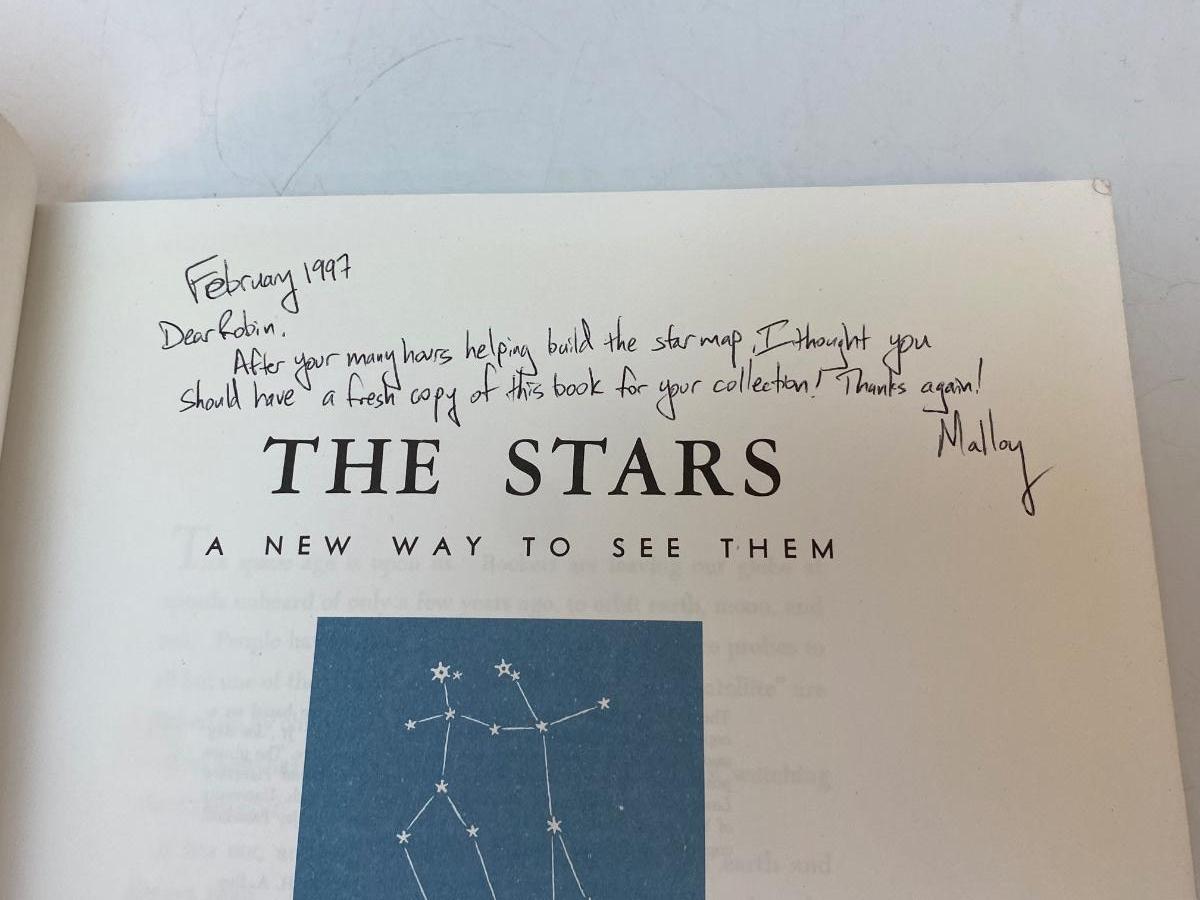 February 1997
Dear Robin.
After your many hours helping build the star map, I thought you
should have a fresh copy of this book for your collection! Thanks again!
Malloy
THE STARS
A NEW WAY TO SEE THEM